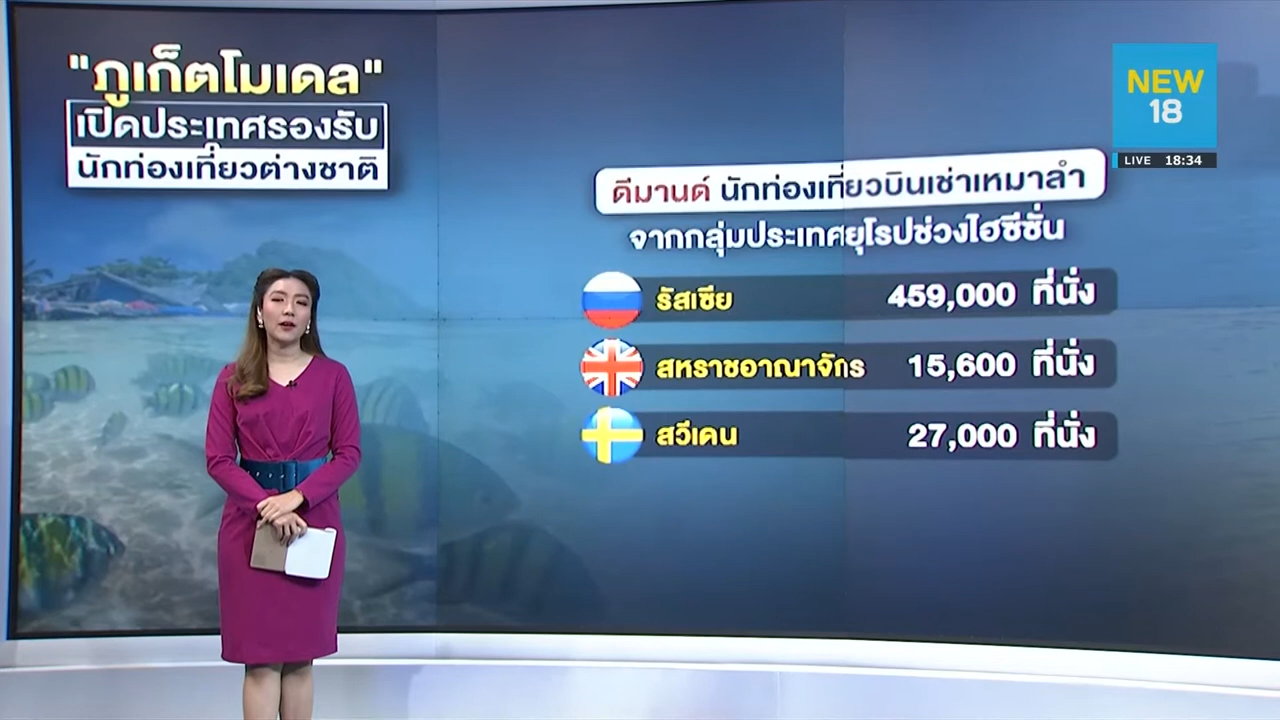 "ภูเก็ตโมเดล"
เปิดประเทศรองรับ
นักท่องเที่ยวต่างชาติ
NEW
18
LIVE 18:34
ดีมานด์ นักท่องเที่ยวบินเช่าเหมาลำ
จากกลุ่มประเทศยุโรปช่วงไฮซีซั่น
รัสเซีย 459,000 ที่นั่ง
สหราชอาณาจักร 15,600 ที่นั่ง
สวีเดน 27,000 ที่นั่ง